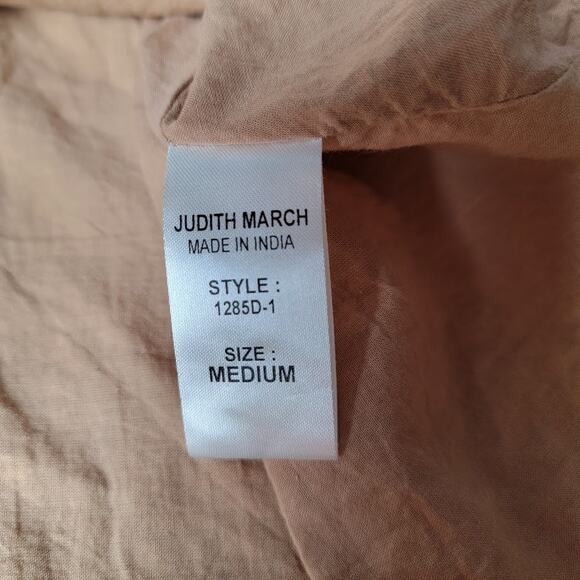 JUDITH MARCH
MADE IN INDIA
STYLE :
1285D-1
SIZE :
MEDIUM